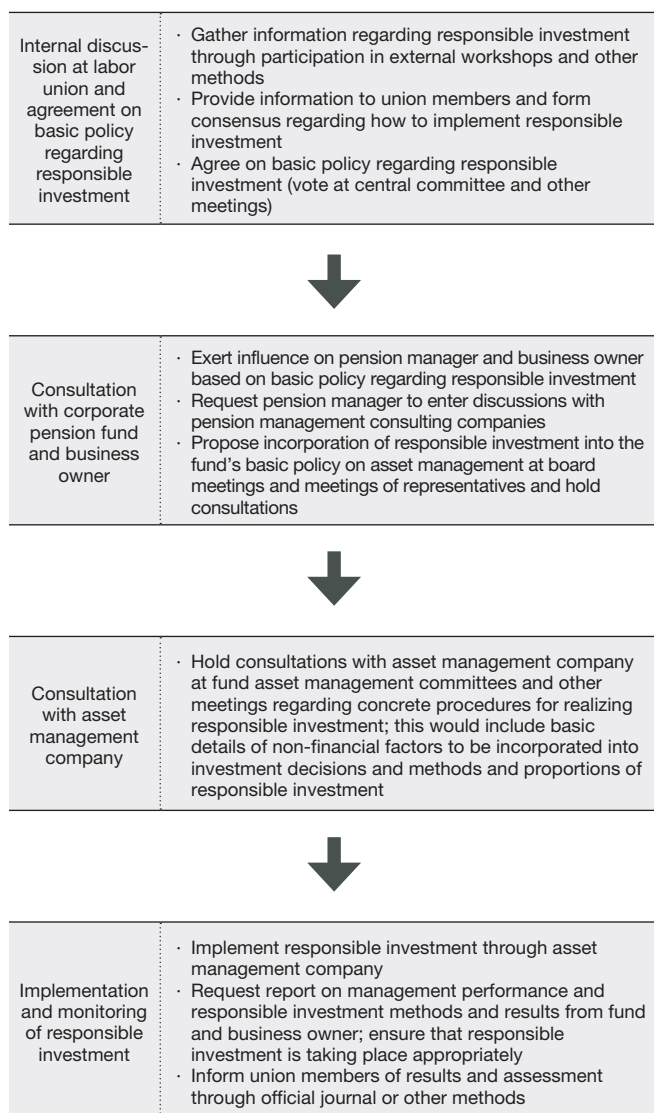 Internal discus-
sion at labor
union and
agreement on
basic policy
regarding
responsible
investment
· Gather information regarding responsible investment
through participation in external workshops and other
methods
· Provide information to union members and form
consensus regarding how to implement responsible
investment
· Agree on basic policy regarding responsible
investment (vote at central committee and other
meetings)
Consultation
with corporate
pension fund
and business
owner
· Exert influence on pension manager and business owner
based on basic policy regarding responsible investment
· Request pension manager to enter discussions with
pension management consulting companies
· Propose incorporation of responsible investment into the
fund's basic policy on asset management at board
meetings and meetings of representatives and hold
consultations
Consultation
with asset
management
company
· Hold consultations with asset management company
at fund asset management committees and other
meetings regarding concrete procedures for realizing
responsible investment; this would include basic
details of non-financial factors to be incorporated into
investment decisions and methods and proportions of
responsible investment
Implementation
and monitoring
of responsible
investment
· Implement responsible investment through asset
management company
· Request report on management performance and
responsible investment methods and results from fund
and business owner; ensure that responsible
investment is taking place appropriately
· Inform union members of results and assessment
through official journal or other methods